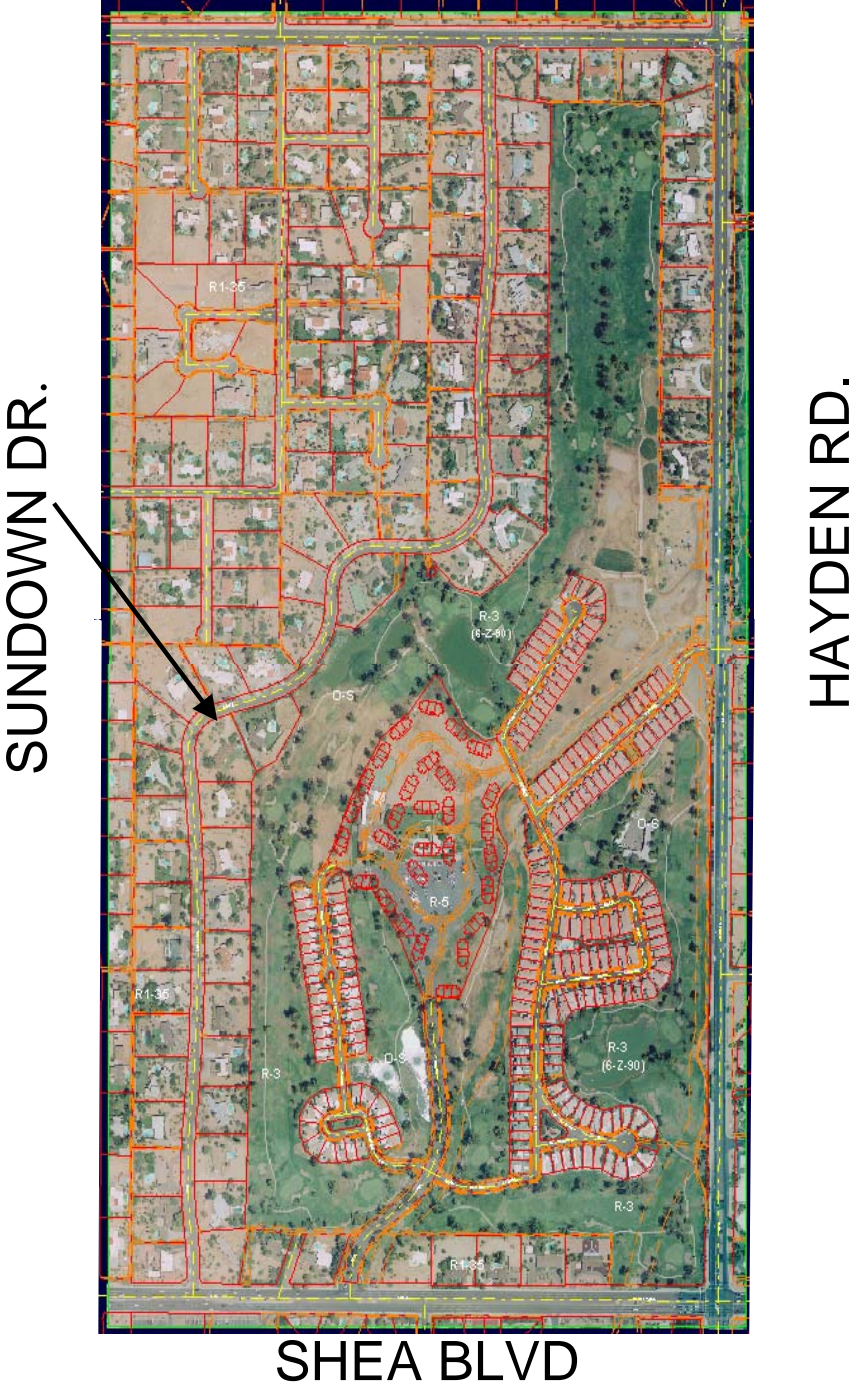 R1-35
SUNDOWN DR.
HAYDEN RD.
R-3
(6-Z-90)
O-S
O-S
R-5
R1-35
R-3
O-S
R-3
(6-Z-90)
R-3
R1-35
SHEA BLVD